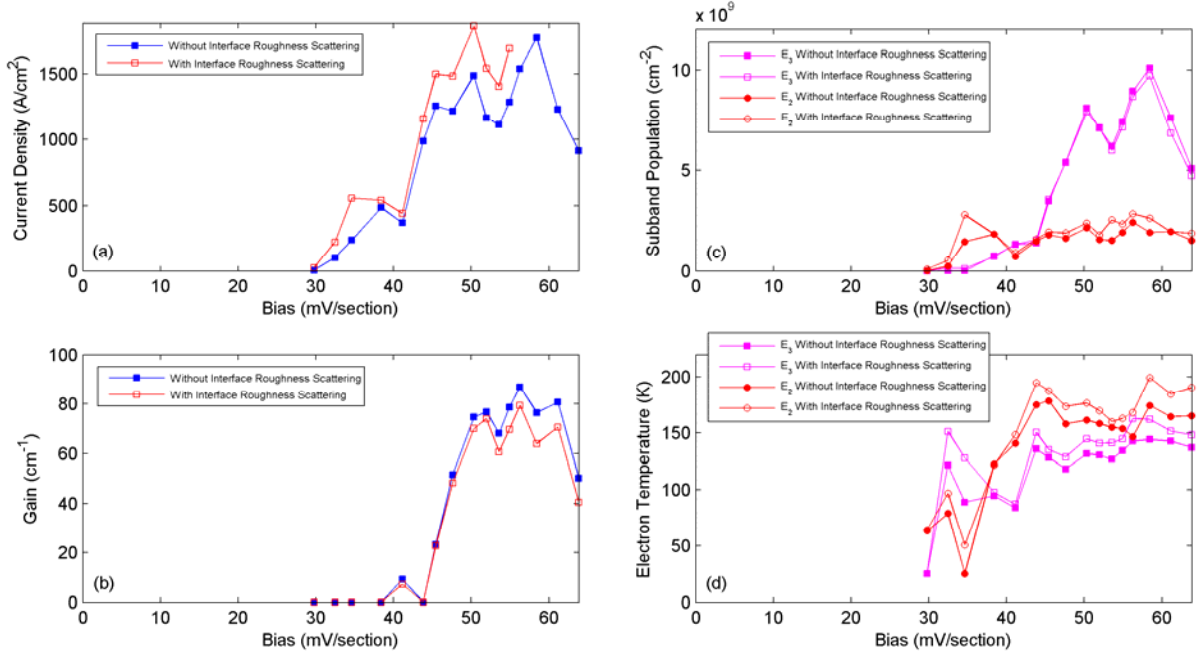 Without Interface Roughness Scattering
With Interface Roughness Scattering
1500
1000
500
0
Current Density (A/cm²)
(a)
0 10 20 30 40 50 60
Bias (mV/section)
100
80
60
40
20
0
Gain (cm⁻¹)
Without Interface Roughness Scattering
With Interface Roughness Scattering
(b)
0 10 20 30 40 50 60
Bias (mV/section)
x 10⁹
10
5
0
Subband Population (cm⁻²)
E₃ Without Interface Roughness Scattering
E₃ With Interface Roughness Scattering
E₂ Without Interface Roughness Scattering
E₂ With Interface Roughness Scattering
(c)
0 10 20 30 40 50 60
Bias (mV/section)
E₃ Without Interface Roughness Scattering
E₃ With Interface Roughness Scattering
E₂ Without Interface Roughness Scattering
E₂ With Interface Roughness Scattering
200
150
100
50
0
Electron Temperature (K)
(d)
0 10 20 30 40 50 60
Bias (mV/section)